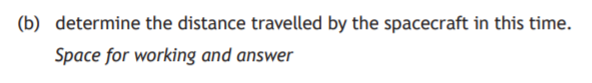 (b) determine the distance travelled by the spacecraft in this time.
Space for working and answer